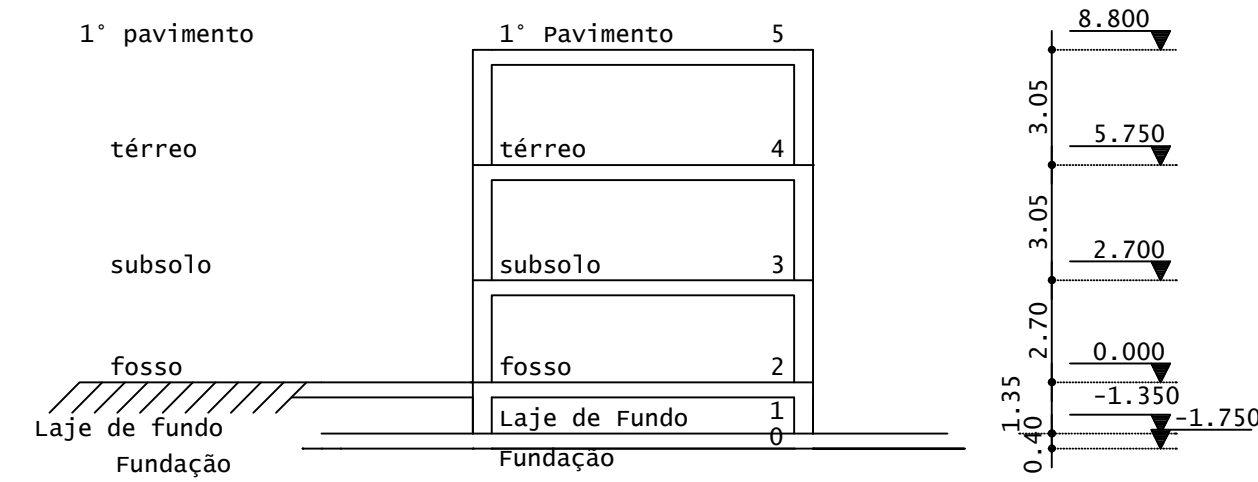 1° pavimento
1° Pavimento 5
8.800
3.05
térreo
térreo 4
5.750
3.05
subsolo
subsolo 3
2.700
2.70
fosso
fosso 2
0.000
1.35
-1.350
Laje de fundo
Laje de Fundo 1
-1.750
0
0.40
Fundação
Fundação